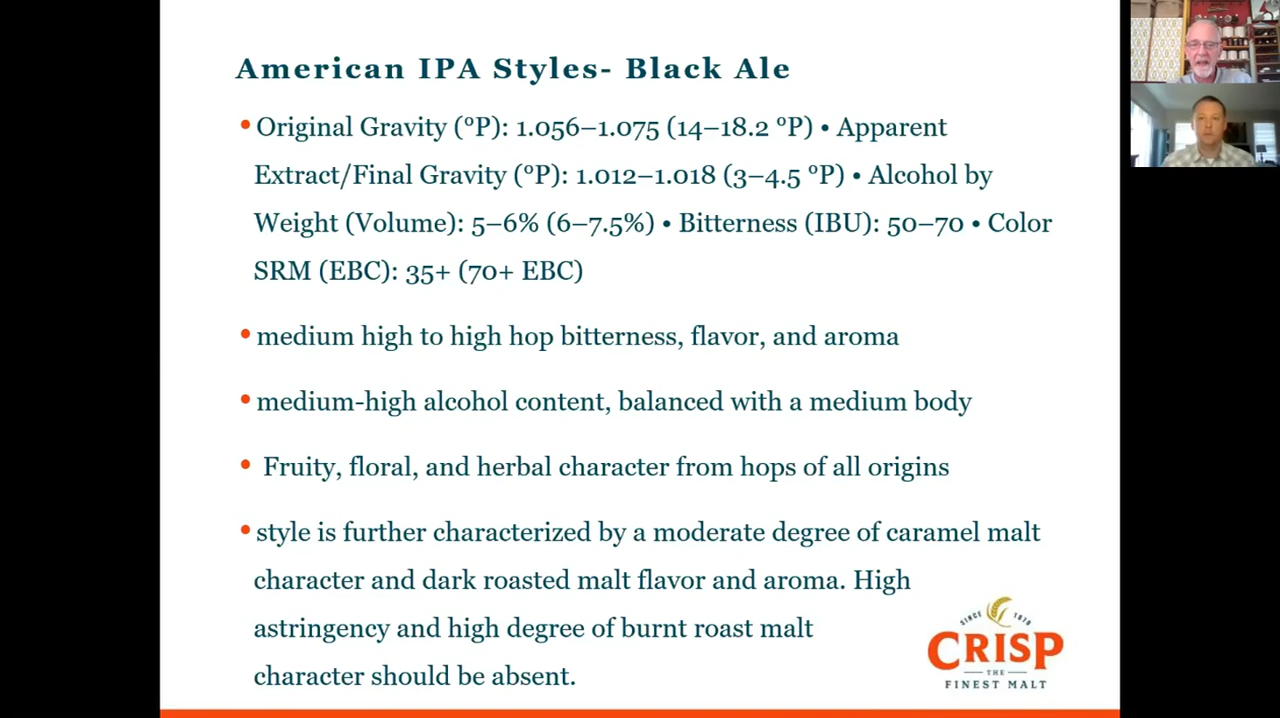 American IPA Styles- Black Ale
• Original Gravity (°P): 1.056–1.075 (14–18.2 °P) • Apparent
Extract/Final Gravity (°P): 1.012–1.018 (3–4.5 °P) • Alcohol by
Weight (Volume): 5–6% (6–7.5%) • Bitterness (IBU): 50–70 • Color
SRM (EBC): 35+ (70+ EBC)
• medium high to high hop bitterness, flavor, and aroma
• medium-high alcohol content, balanced with a medium body
• Fruity, floral, and herbal character from hops of all origins
• style is further characterized by a moderate degree of caramel malt
character and dark roasted malt flavor and aroma. High
astringency and high degree of burnt roast malt
character should be absent.
SINCE 1870
CRISP
THE
FINEST MALT